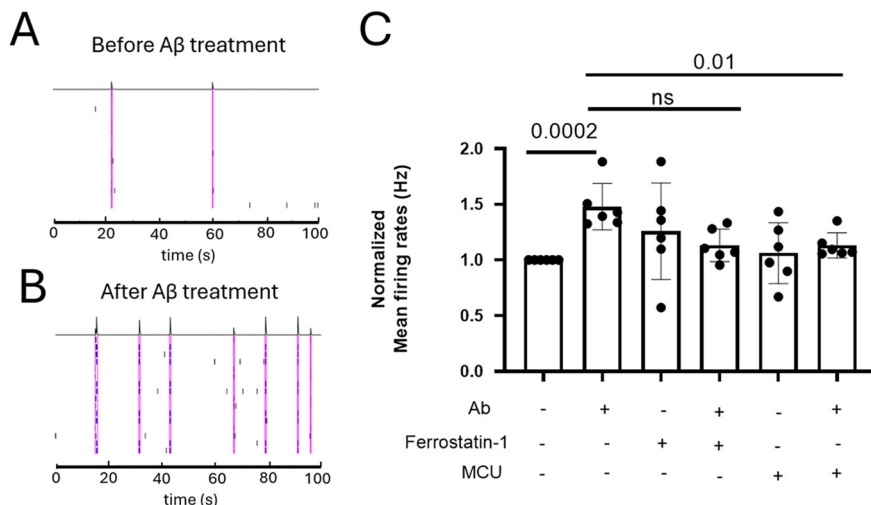 A
Before Aβ treatment
0 20 40 60 80 100
time (s)
B
After Aβ treatment
0 20 40 60 80 100
time (s)
C
0.01
ns
0.0002
Normalized
Mean firing rates (Hz)
2.0
1.5
1.0
0.5
0.0
Ab - + - + - +
Ferrostatin-1 - - + + - -
MCU - - - - + +